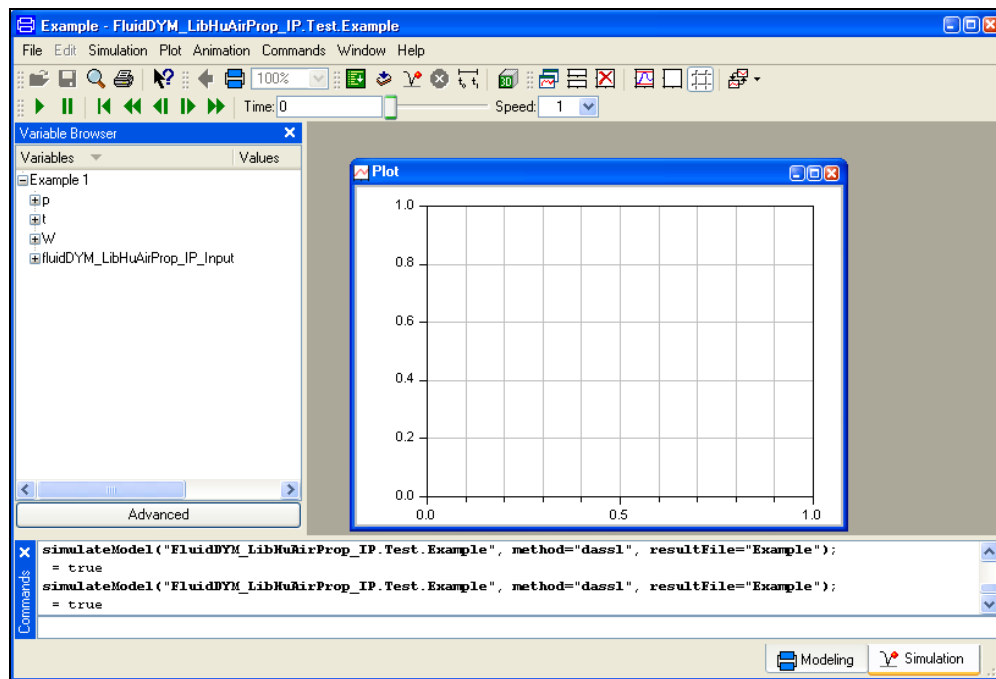 Example - FluidDYM_LibHuAirProp_IP.Test.Example
File Edit Simulation Plot Animation Commands Window Help
100%
Time: 0 Speed: 1
Variable Browser
Variables Values
Example 1
p
t
W
fluidDYM_LibHuAirProp_IP_Input
Advanced
Plot
1.0
0.8
0.6
0.4
0.2
0.0
0.0 0.5 1.0
Commands
simulateModel("FluidDYM_LibHuAirProp_IP.Test.Example", method="dassl", resultFile="Example");
= true
simulateModel("FluidDYM_LibHuAirProp_IP.Test.Example", method="dassl", resultFile="Example");
= true
Modeling Simulation